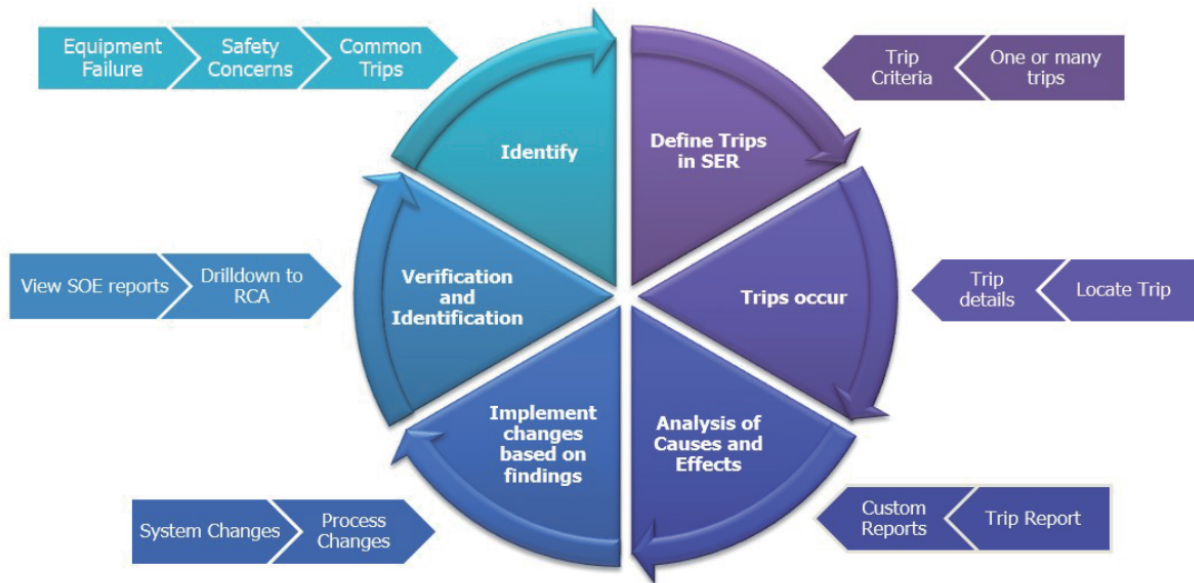 Equipment
Failure
Safety
Concerns
Common
Trips
Trip
Criteria
One or many
trips
Identify
Define Trips
in SER
View SOE reports
Drilldown to
RCA
Verification
and
Identification
Trips occur
Trip
details
Locate Trip
Implement
changes
based on
findings
Analysis of
Causes and
Effects
System Changes
Process
Changes
Custom
Reports
Trip Report